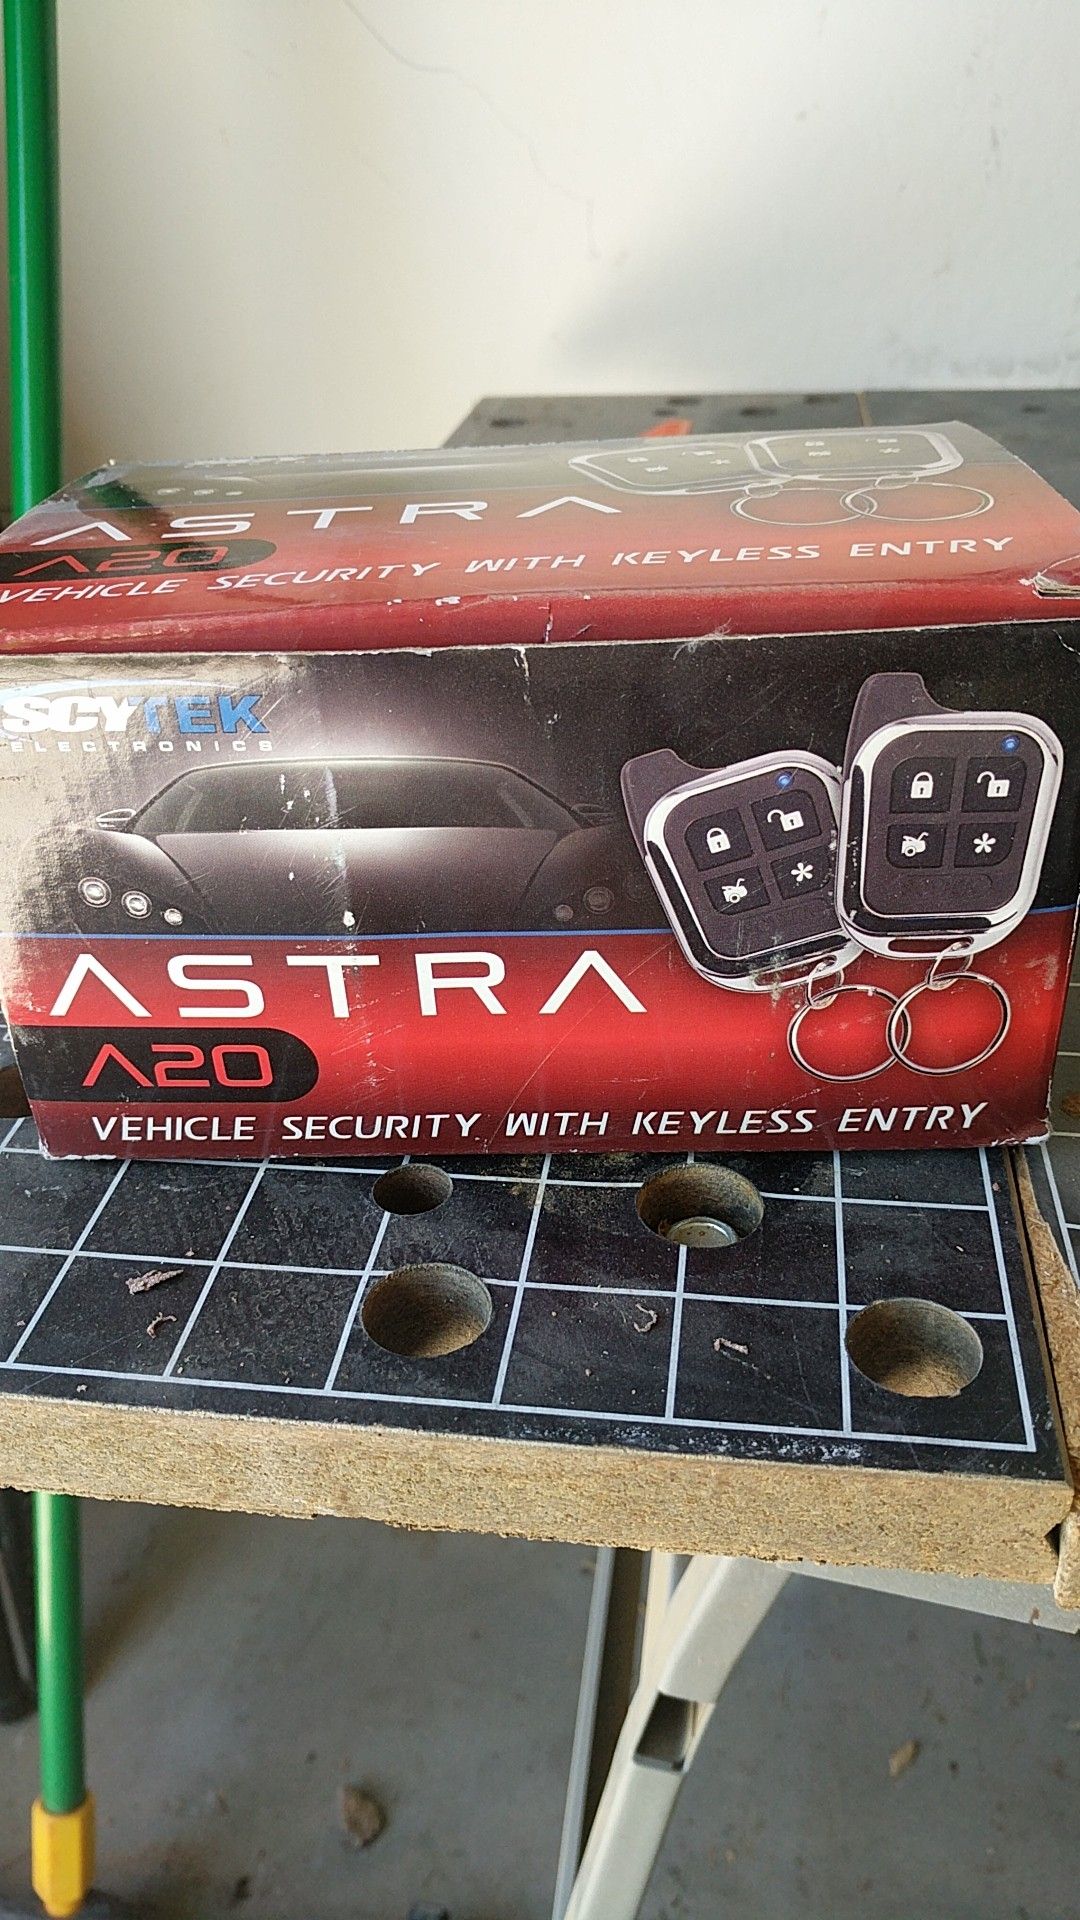 ASTRA
A20
VEHICLE SECURITY WITH KEYLESS ENTRY
SCYTEK
ELECTRONICS
ASTRA
A20
VEHICLE SECURITY WITH KEYLESS ENTRY